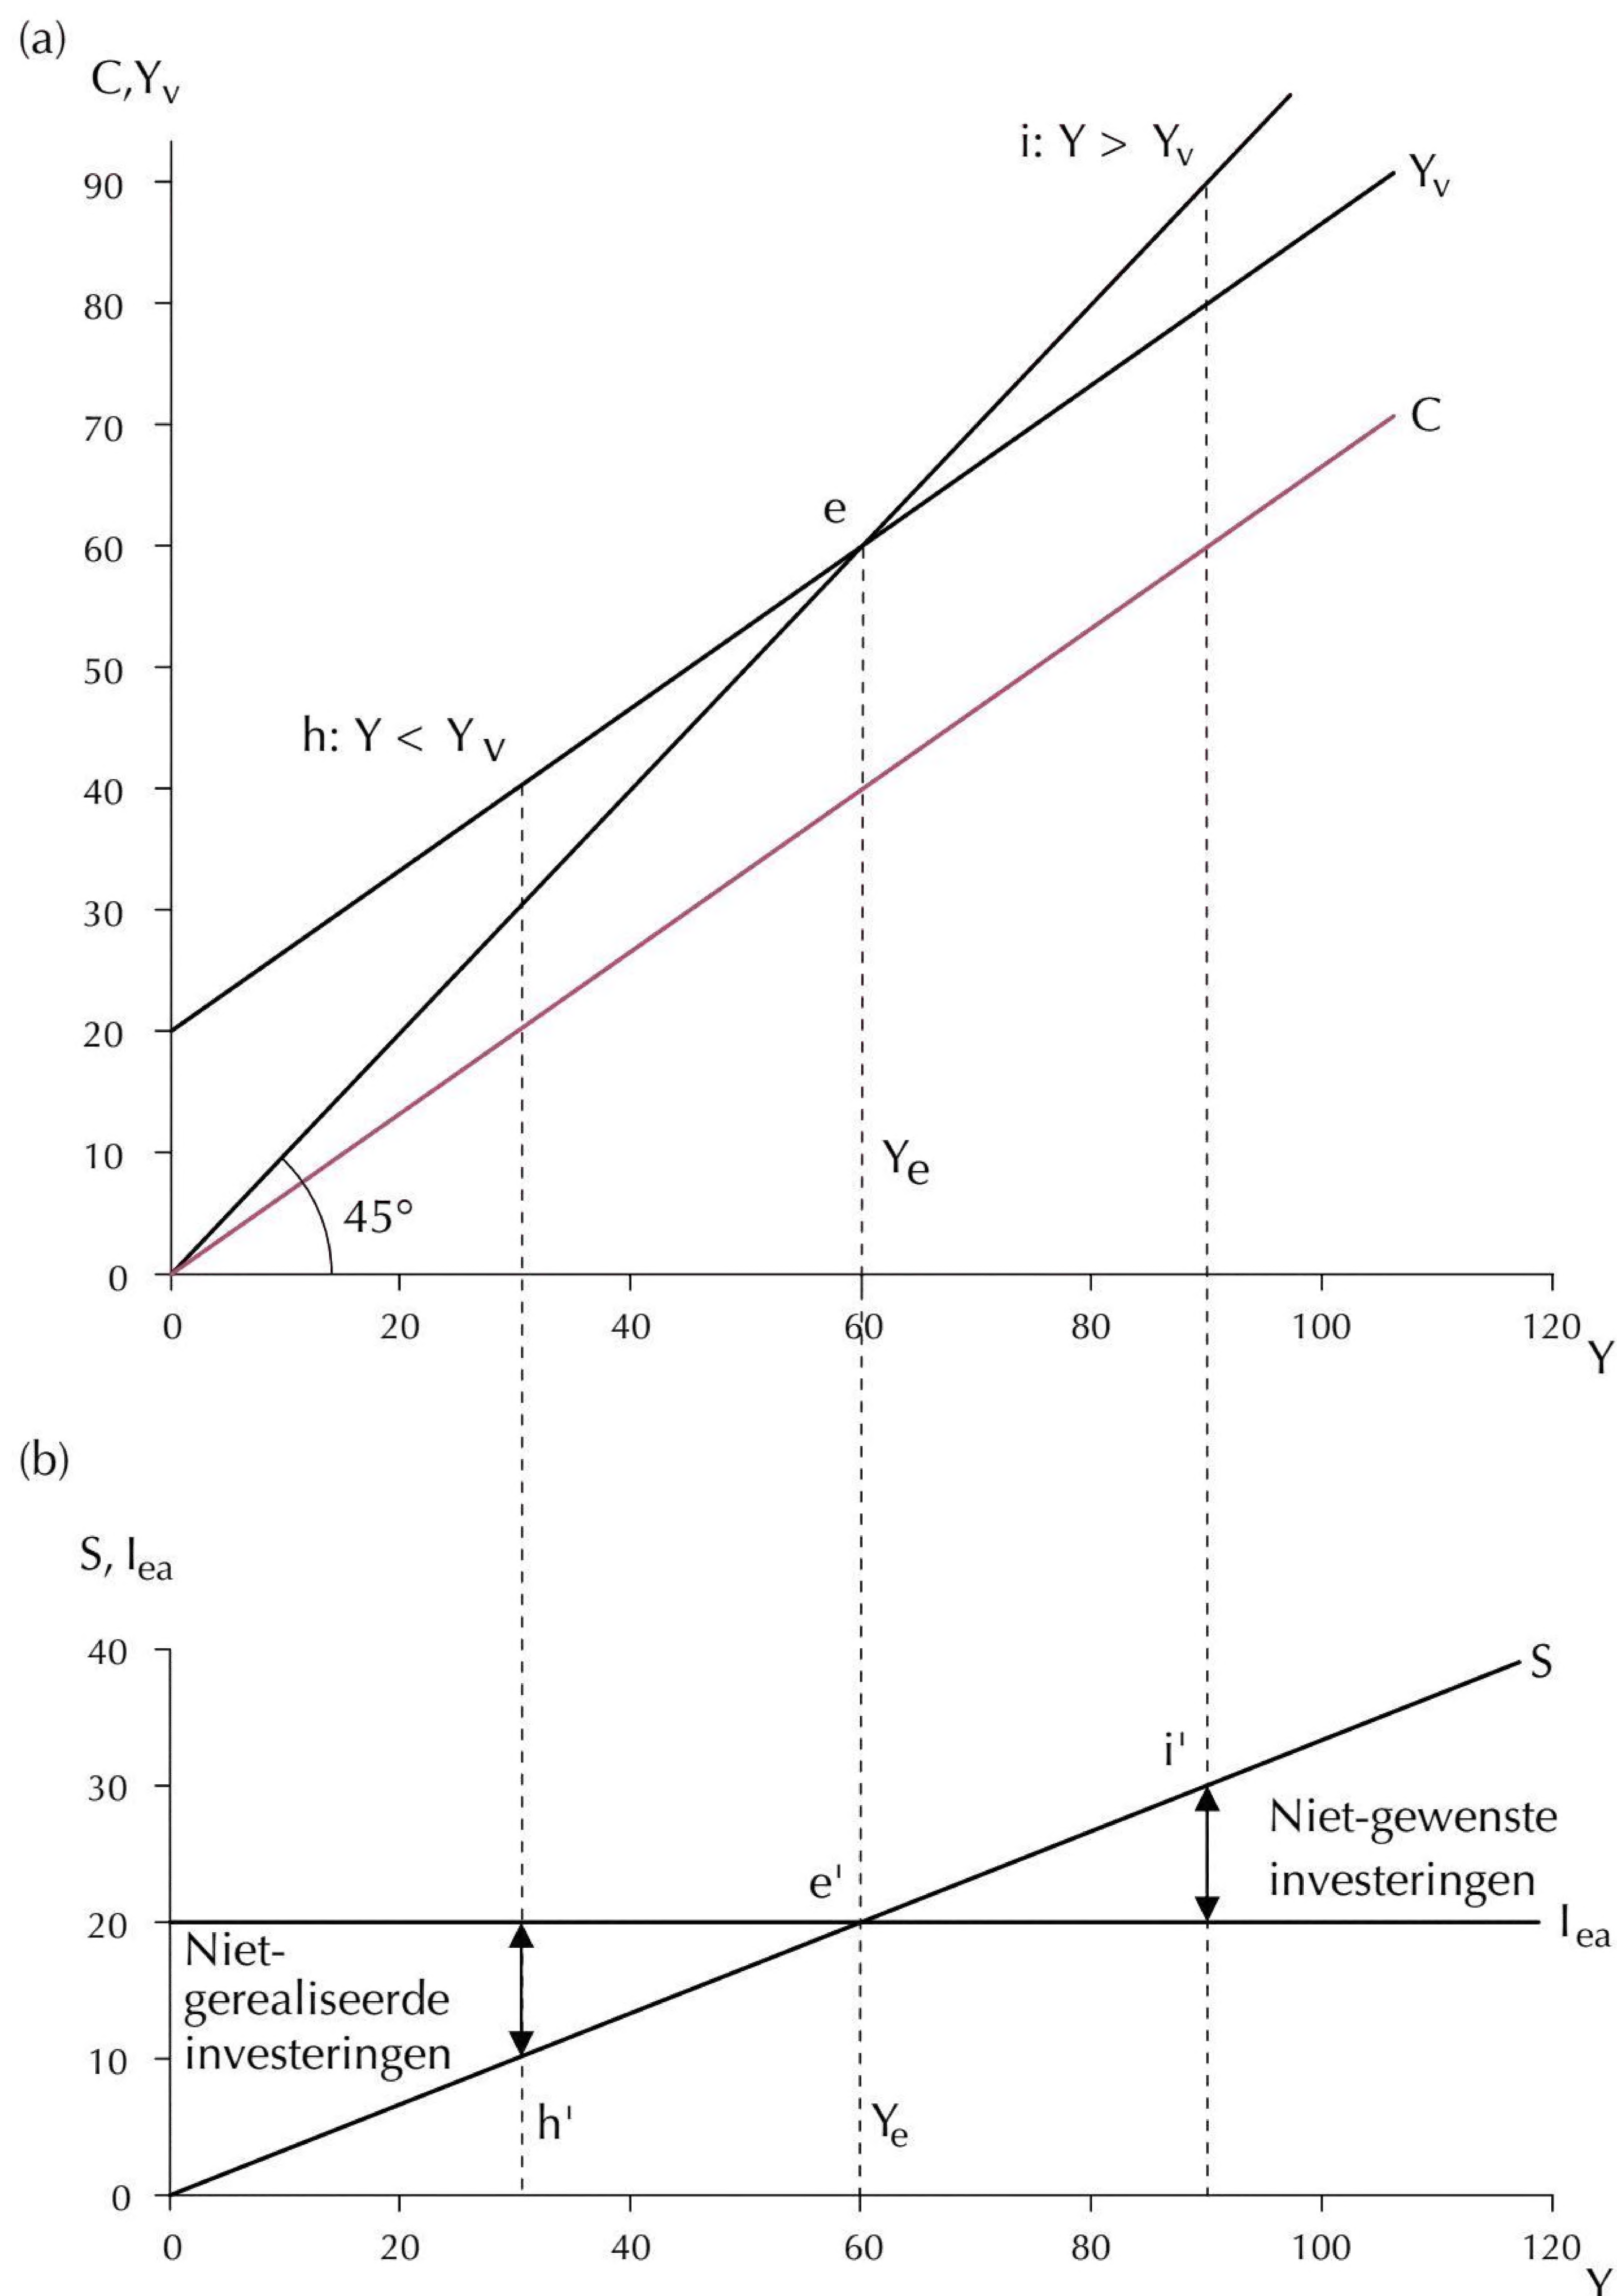 (a)
C,Yv
i: Y > Yv
Yv
90
80
70
C
e
60
50
h: Y < Yv
40
30
20
10
Ye
45°
0
0 20 40 60 80 100 120
Y
(b)
S, Iea
40
S
i'
30
Niet-gewenste
investeringen
e'
20
Iea
Niet-
gerealiseerde
investeringen
10
h'
Ye
0
0 20 40 60 80 100 120
Y